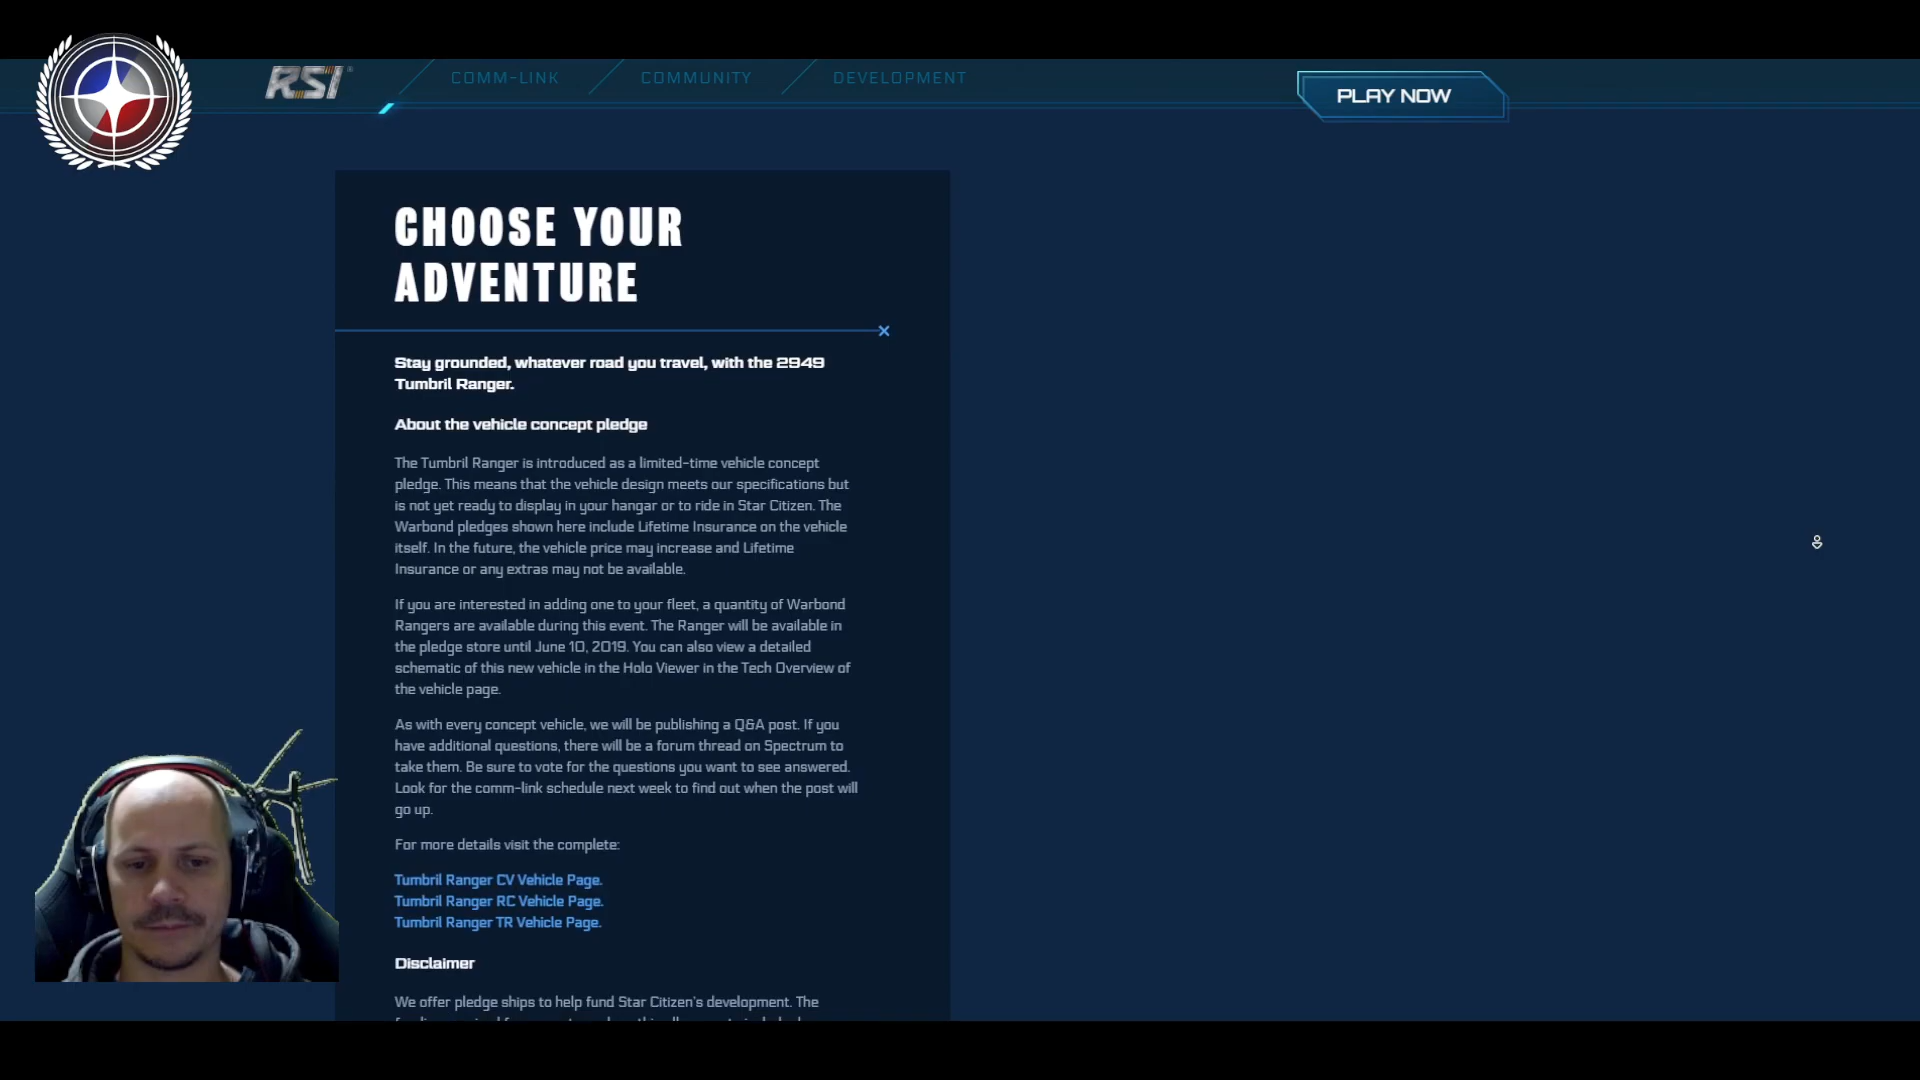 RSI
COMM-LINK
COMMUNITY
DEVELOPMENT
PLAY NOW
CHOOSE YOUR
ADVENTURE
Stay grounded, whatever road you travel, with the 2949
Tumbril Ranger.
About the vehicle concept pledge
The Tumbril Ranger is introduced as a limited-time vehicle concept
pledge. This means that the vehicle design meets our specifications but
is not yet ready to display in your hangar or to ride in Star Citizen. The
Warbond pledges shown here include Lifetime Insurance on the vehicle
itself. In the future, the vehicle price may increase and Lifetime
Insurance or any extras may not be available.
If you are interested in adding one to your fleet, a quantity of Warbond
Rangers are available during this event. The Ranger will be available in
the pledge store until June 10, 2019. You can also view a detailed
schematic of this new vehicle in the Holo Viewer in the Tech Overview of
the vehicle page.
As with every concept vehicle, we will be publishing a Q&A post. If you
have additional questions, there will be a forum thread on Spectrum to
take them. Be sure to vote for the questions you want to see answered.
Look for the comm-link schedule next week to find out when the post will
go up.
For more details visit the complete:
Tumbril Ranger CV Vehicle Page.
Tumbril Ranger RC Vehicle Page.
Tumbril Ranger TR Vehicle Page.
Disclaimer
We offer pledge ships to help fund Star Citizen's development. The